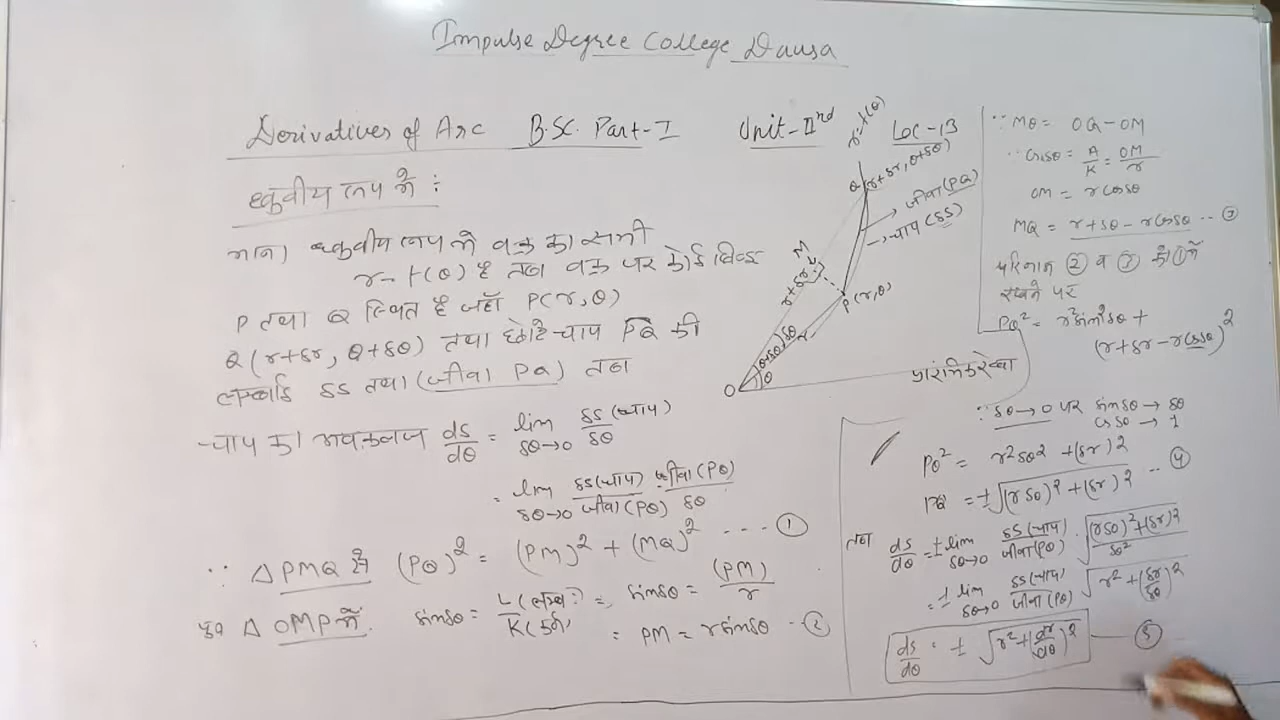 Impulse Degree College Dausa
Derivatives of Arc B.Sc. Part-I Unit-IInd Lec-13
ध्रुवीय रूप में :
माना ध्रुवीय रूप में वक्र का समी
r = f(θ) है तब वक्र पर कोई बिन्दु
P तथा Q स्थित है जहाँ P(r, θ)
Q (r+δr, θ+δθ) तथा छोटे चाप PQ की
लम्बाई δs तथा (जीवा PQ) तब
चाप का अवकलज ds/dθ = lim δθ→0 δs(चाप)/δθ
= lim δθ→0 δs(चाप)/जीवा(PQ) जीवा(PQ)/δθ
∵ Δ PMQ से (PQ)² = (PM)² + (MQ)² ---- ①
Δ OMP में. sinδθ = L(लम्ब)/K(कर्ण) =, sinδθ = (PM)/r
= PM = r sinδθ -- ②
r=f(θ)
Q(r+δr, θ+δθ)
→ जीवा(PQ)
→ चाप(δs)
M
r+δr
P(r, θ)
r
δθ
θ
O
प्रारंभिक रेखा
∵ MQ = OQ - OM
∵ cosδθ = A/K = OM/r
OM = r cosδθ
MQ = r+δθ - r cosδθ -- ③
परिणाम ② व ③ को ① में
रखने पर
PQ² = r² sin²δθ +
(r+δr - r cosδθ)²
∵ δθ→0 पर sinδθ → δθ
cosδθ → 1
PQ² = r²δθ² + (δr)²
PQ = ± √(rδθ)² + (δr)² -- ④
तब ds/dθ = ± lim δθ→0 δs(चाप)/जीवा(PQ) . √(rδθ)²+(δr)²/δθ²
= ± lim δθ→0 δs(चाप)/जीवा(PQ) √r² + (δr/δθ)²
ds/dθ = ± √r² + (dr/dθ)² —— ⑤